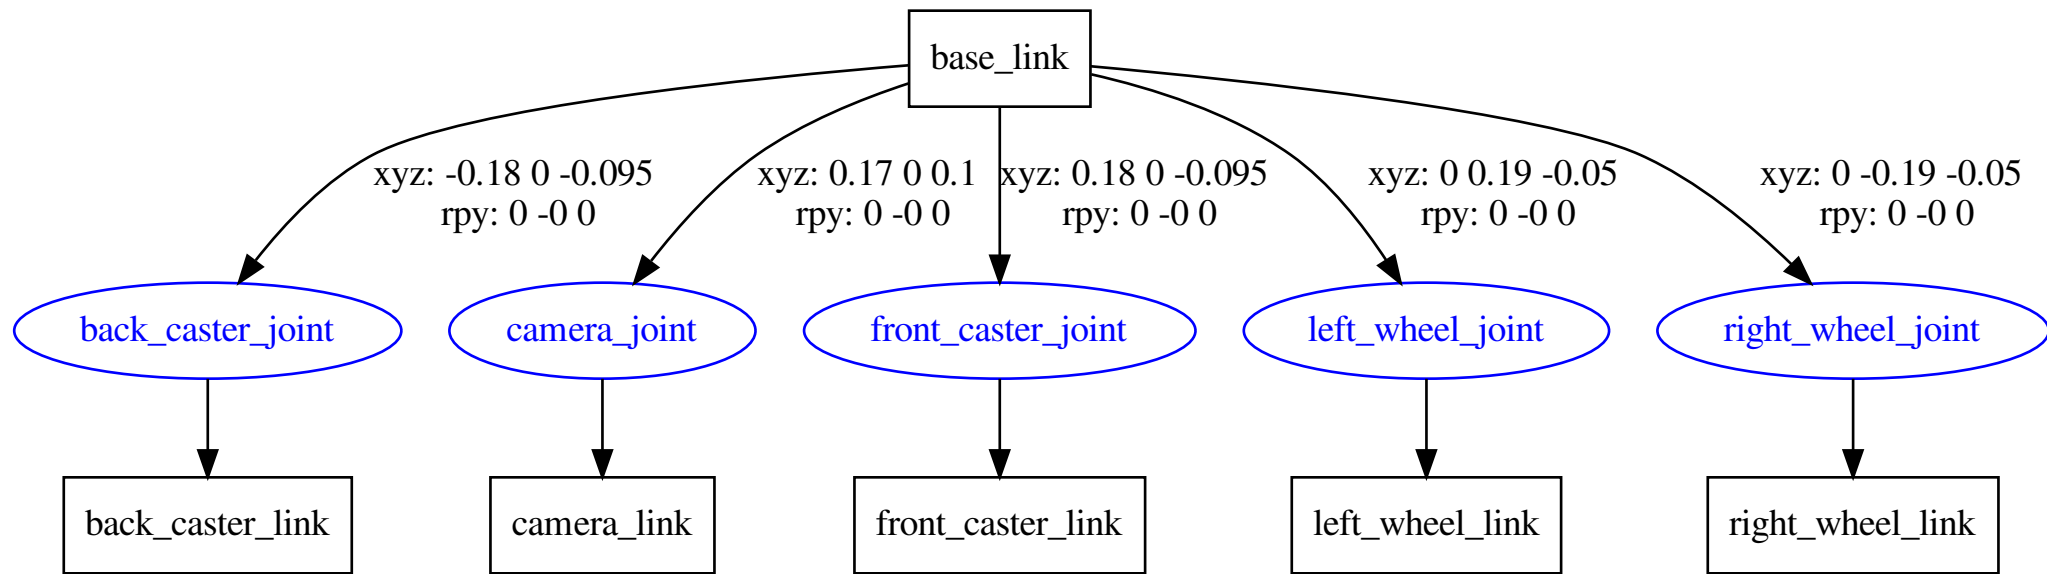 base_link
xyz: -0.18 0 -0.095
rpy: 0 -0 0
xyz: 0.17 0 0.1
rpy: 0 -0 0
xyz: 0.18 0 -0.095
rpy: 0 -0 0
xyz: 0 0.19 -0.05
rpy: 0 -0 0
xyz: 0 -0.19 -0.05
rpy: 0 -0 0
back_caster_joint
camera_joint
front_caster_joint
left_wheel_joint
right_wheel_joint
back_caster_link
camera_link
front_caster_link
left_wheel_link
right_wheel_link